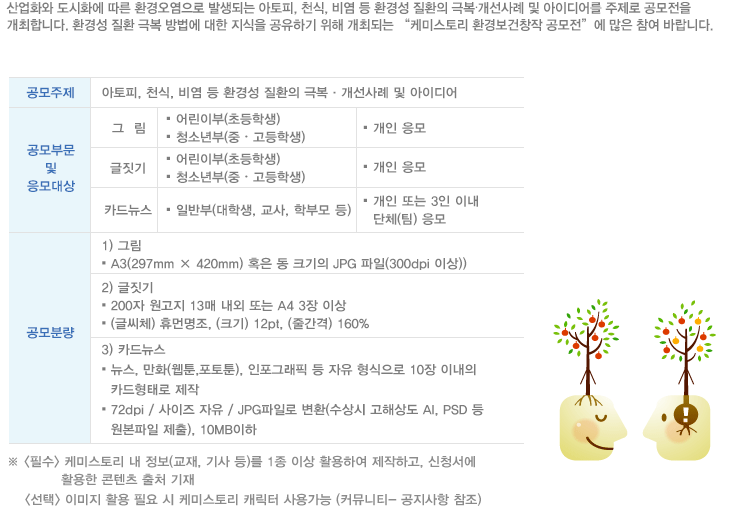 산업화와 도시화에 따른 환경오염으로 발생되는 아토피, 천식, 비염 등 환경성 질환의 극복·개선사례 및 아이디어를 주제로 공모전을
개최합니다. 환경성 질환 극복 방법에 대한 지식을 공유하기 위해 개최되는 “케미스토리 환경보건창작 공모전”에 많은 참여 바랍니다.
공모주제
아토피, 천식, 비염 등 환경성 질환의 극복 · 개선사례 및 아이디어
공모부문
및
응모대상
그 림
▪ 어린이부(초등학생)
▪ 청소년부(중 · 고등학생)
▪ 개인 응모
글짓기
▪ 어린이부(초등학생)
▪ 청소년부(중 · 고등학생)
▪ 개인 응모
카드뉴스
▪ 일반부(대학생, 교사, 학부모 등)
▪ 개인 또는 3인 이내
단체(팀) 응모
공모분량
1) 그림
▪ A3(297mm × 420mm) 혹은 동 크기의 JPG 파일(300dpi 이상))
2) 글짓기
▪ 200자 원고지 13매 내외 또는 A4 3장 이상
▪ (글씨체) 휴먼명조, (크기) 12pt, (줄간격) 160%
3) 카드뉴스
▪ 뉴스, 만화(웹툰,포토툰), 인포그래픽 등 자유 형식으로 10장 이내의
카드형태로 제작
▪ 72dpi / 사이즈 자유 / JPG파일로 변환(수상시 고해상도 AI, PSD 등
원본파일 제출), 10MB이하
※ <필수> 케미스토리 내 정보(교재, 기사 등)를 1종 이상 활용하여 제작하고, 신청서에
활용한 콘텐츠 출처 기재
<선택> 이미지 활용 필요 시 케미스토리 캐릭터 사용가능 (커뮤니티- 공지사항 참조)